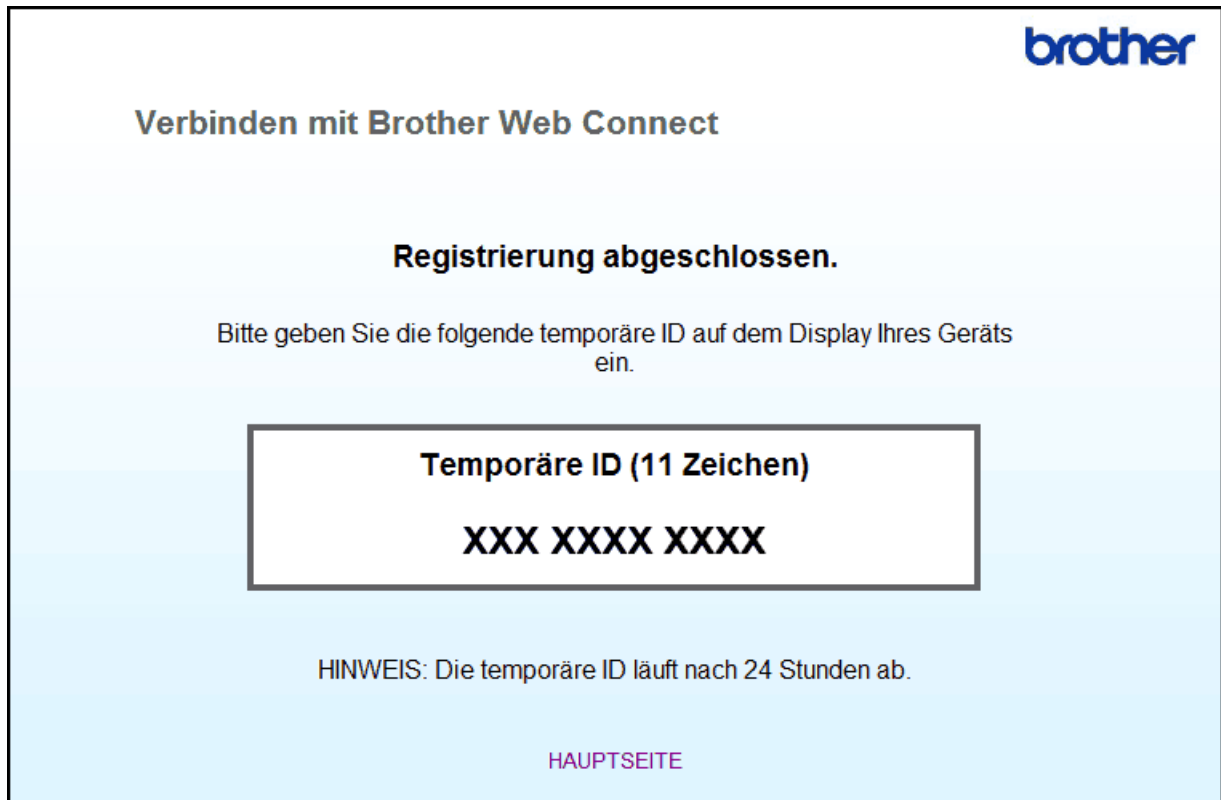 brother
Verbinden mit Brother Web Connect
Registrierung abgeschlossen.
Bitte geben Sie die folgende temporäre ID auf dem Display Ihres Geräts
ein.
Temporäre ID (11 Zeichen)
XXX XXXX XXXX
HINWEIS: Die temporäre ID läuft nach 24 Stunden ab.
HAUPTSEITE